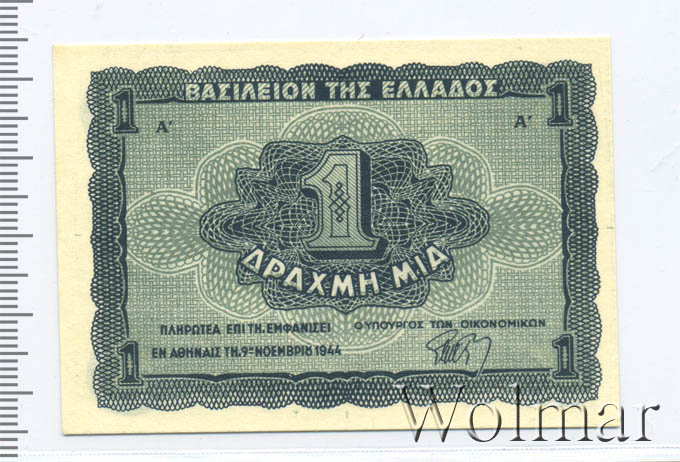 1 ΒΑΣΙΛΕΙΟΝ ΤΗΣ ΕΛΛΑΔΟΣ 1
Α' Α'
1
ΔΡΑΧΜΗ ΜΙΑ
ΠΛΗΡΩΤΕΑ ΕΠΙ ΤΗ, ΕΜΦΑΝΙΣΕΙ
ΕΝ ΑΘΗΝΑΙΣ ΤΗ, 9ῃ ΝΟΕΜΒΡΙΟΥ 1944
Ο ΥΠΟΥΡΓΟΣ ΤΩΝ ΟΙΚΟΝΟΜΙΚΩΝ
1 1
Wolmar